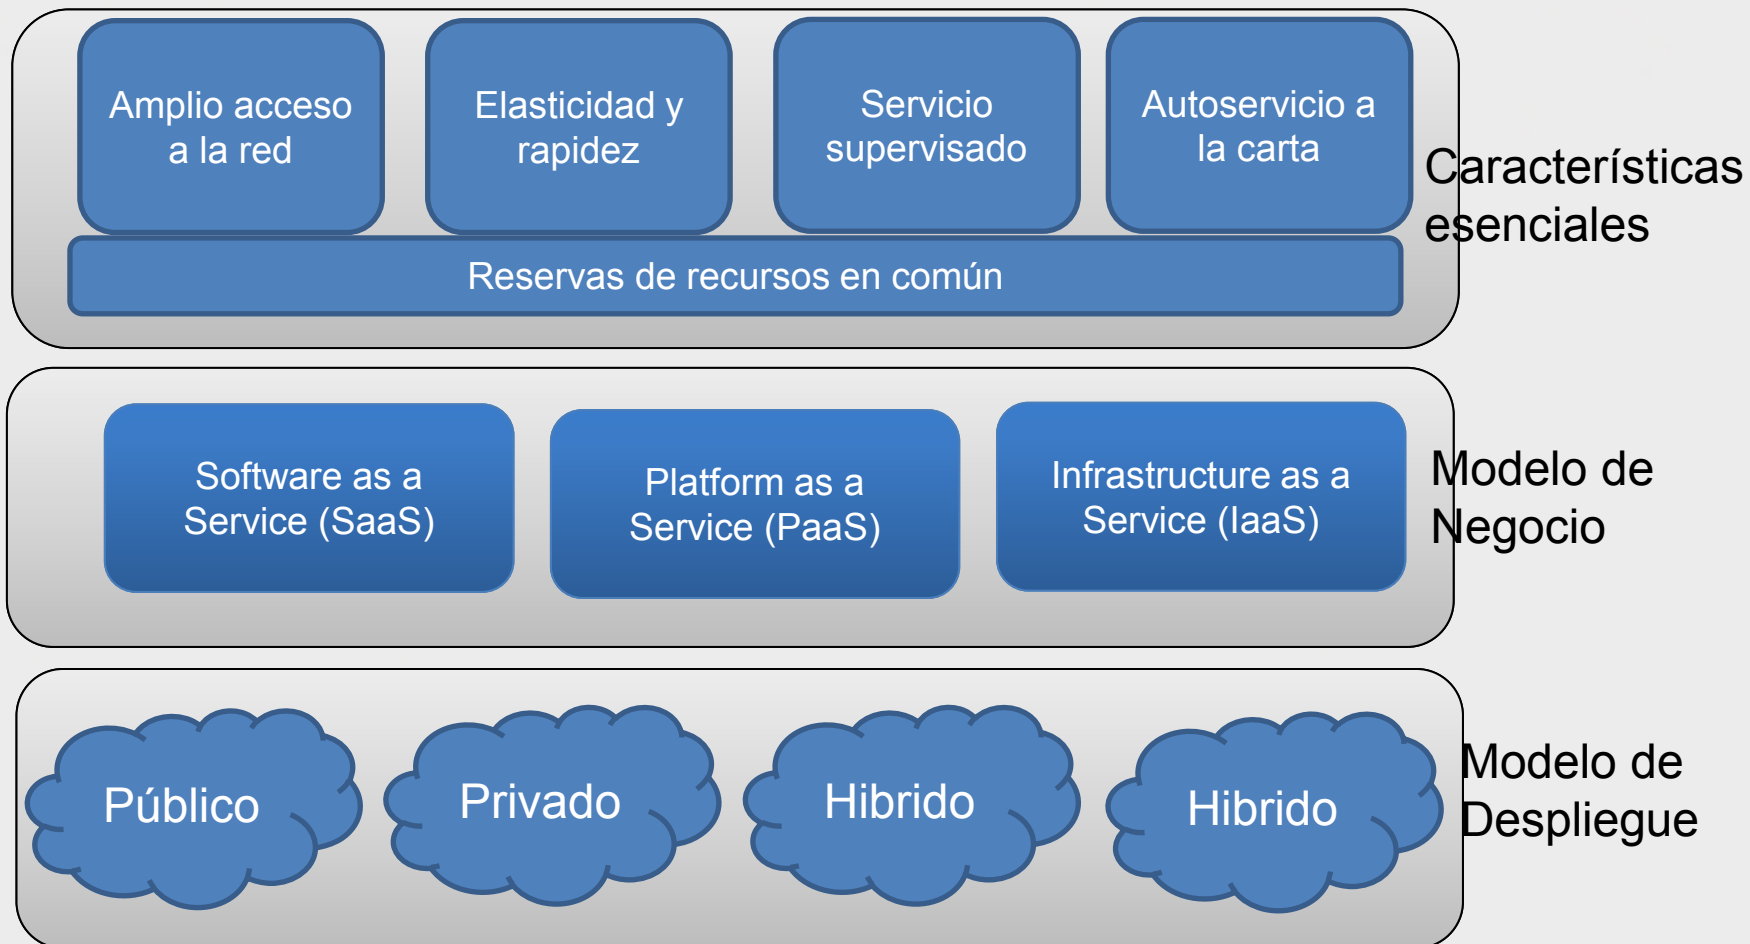 Amplio acceso
a la red
Elasticidad y
rapidez
Servicio
supervisado
Autoservicio a
la carta
Reservas de recursos en común
Característísticas
esenciales
Software as a
Service (SaaS)
Platform as a
Service (PaaS)
Infrastructure as a
Service (IaaS)
Modelo de
Negocio
Público
Privado
Hibrido
Hibrido
Modelo de
Despliegue